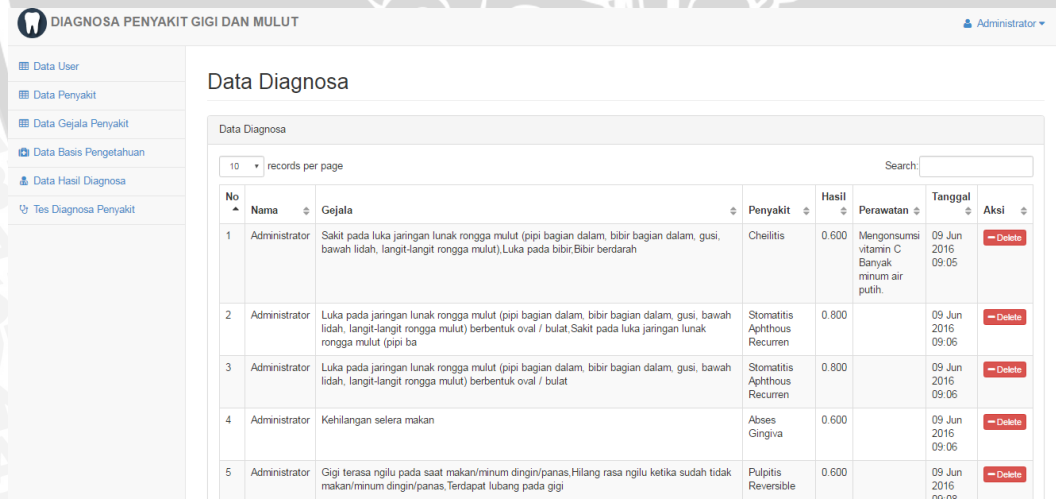 DIAGNOSA PENYAKIT GIGI DAN MULUT
Administrator
Data User
Data Penyakit
Data Gejala Penyakit
Data Basis Pengetahuan
Data Hasil Diagnosa
Tes Diagnosa Penyakit
Data Diagnosa
Data Diagnosa
10 records per page
Search:
No Nama Gejala Penyakit Hasil Perawatan Tanggal Aksi
1 Administrator Sakit pada luka jaringan lunak rongga mulut (pipi bagian dalam, bibir bagian dalam, gusi, Cheilitis 0.600 Mengonsumsi 09 Jun Delete
bawah lidah, langit-langit rongga mulut),Luka pada bibir,Bibir berdarah vitamin C 2016
Banyak 09:05
minum air
putih.
2 Administrator Luka pada jaringan lunak rongga mulut (pipi bagian dalam, bibir bagian dalam, gusi, bawah Stomatitis 0.800 09 Jun Delete
lidah, langit-langit rongga mulut) berbentuk oval / bulat,Sakit pada luka jaringan lunak Aphthous 2016
rongga mulut (pipi ba Recurren 09:06
3 Administrator Luka pada jaringan lunak rongga mulut (pipi bagian dalam, bibir bagian dalam, gusi, bawah Stomatitis 0.800 09 Jun Delete
lidah, langit-langit rongga mulut) berbentuk oval / bulat Aphthous 2016
Recurren 09:06
4 Administrator Kehilangan selera makan Abses 0.600 09 Jun Delete
Gingiva 2016
09:06
5 Administrator Gigi terasa ngilu pada saat makan/minum dingin/panas,Hilang rasa ngilu ketika sudah tidak Pulpitis 0.600 09 Jun Delete
makan/minum dingin/panas,Terdapat lubang pada gigi Reversible 2016